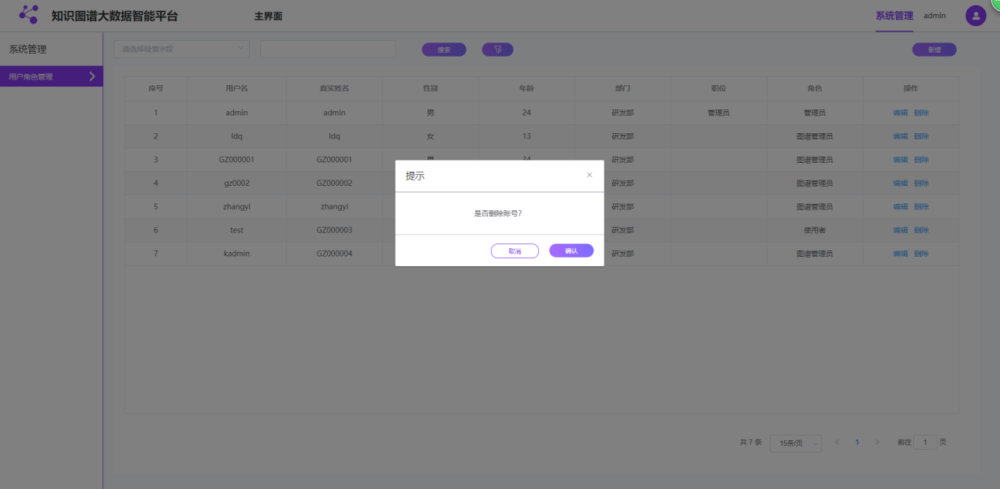 知识图谱大数据智能平台 主界面 系统管理 admin
系统管理 请选择检索字段 搜索 新增
用户角色管理
序号 用户名 真实姓名 性别 年龄 部门 职位 角色 操作
1 admin admin 男 24 研发部 管理员 管理员 编辑 删除
2 ldq ldq 女 13 研发部 图谱管理员 编辑 删除
3 GZ000001 GZ000001 男 34 研发部 图谱管理员 编辑 删除
4 gz0002 GZ000002 研发部 图谱管理员 编辑 删除
5 zhangyi zhangyi 研发部 图谱管理员 编辑 删除
6 test GZ000003 研发部 使用者 编辑 删除
7 kadmin GZ000004 研发部 图谱管理员 编辑 删除
提示 ×
是否删除账号?
取消 确认
共 7 条 15条/页 1 前往 1 页